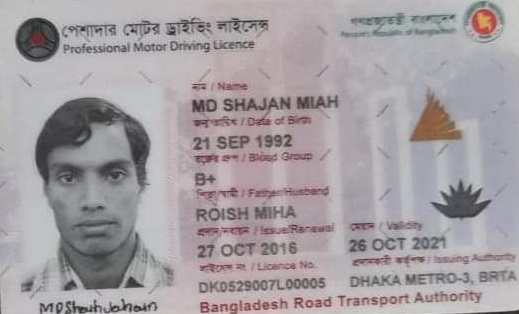 পেশাদার মোটর ড্রাইভিং লাইসেন্স
Professional Motor Driving Licence
গণপ্রজাতন্ত্রী বাংলাদেশ
People's Republic of Bangladesh
নাম / Name
MD SHAJAN MIAH
জন্ম তারিখ / Date of Birth
21 SEP 1992
রক্তের গ্রুপ / Blood Group
B+
পিতা/স্বামী / Father/Husband
ROISH MIHA
প্রদান/নবায়ন / Issue/Renewal
মেয়াদ / Validity
27 OCT 2016
26 OCT 2021
লাইসেন্স নং / Licence No.
প্রদানকারী কর্তৃপক্ষ / Issuing Authority
DK0529007L00005
DHAKA METRO-3, BRTA
MD Shah Jahan
Bangladesh Road Transport Authority